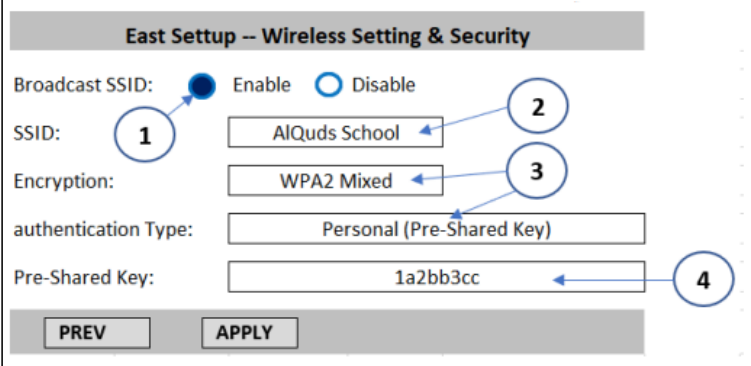 East Settup -- Wireless Setting & Security
Broadcast SSID: Enable Disable
2
SSID: 1 AlQuds School
3
Encryption: WPA2 Mixed
authentication Type: Personal (Pre-Shared Key)
Pre-Shared Key: 1a2bb3cc 4
PREV APPLY